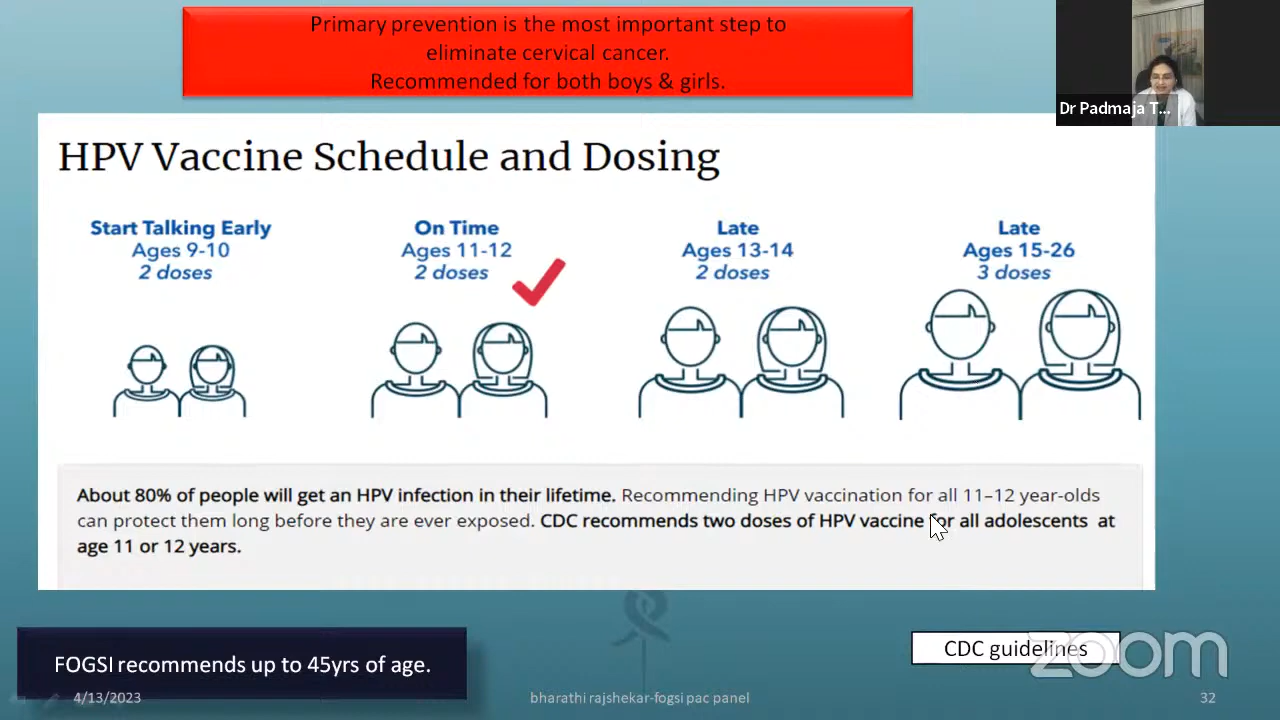 Primary prevention is the most important step to
eliminate cervical cancer.
Recommended for both boys & girls.
Dr Padmaja T...
HPV Vaccine Schedule and Dosing
Start Talking Early
Ages 9-10
2 doses
On Time
Ages 11-12
2 doses
Late
Ages 13-14
2 doses
Late
Ages 15-26
3 doses
About 80% of people will get an HPV infection in their lifetime. Recommending HPV vaccination for all 11–12 year-olds
can protect them long before they are ever exposed. CDC recommends two doses of HPV vaccine for all adolescents at
age 11 or 12 years.
FOGSI recommends up to 45yrs of age.
CDC guidelines
zoom
4/13/2023
bharathi rajshekar-fogsi pac panel
32